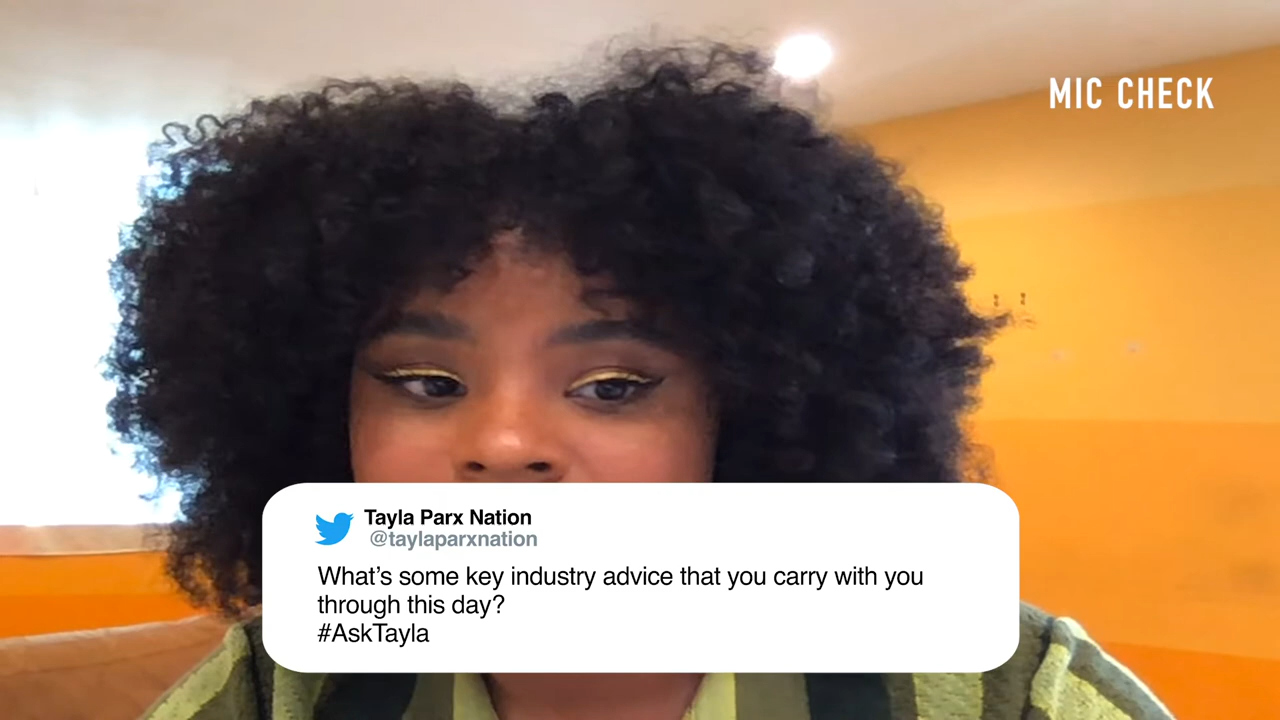 MIC CHECK
Tayla Parx Nation
@taylaparxnation
What’s some key industry advice that you carry with you
through this day?
#AskTayla